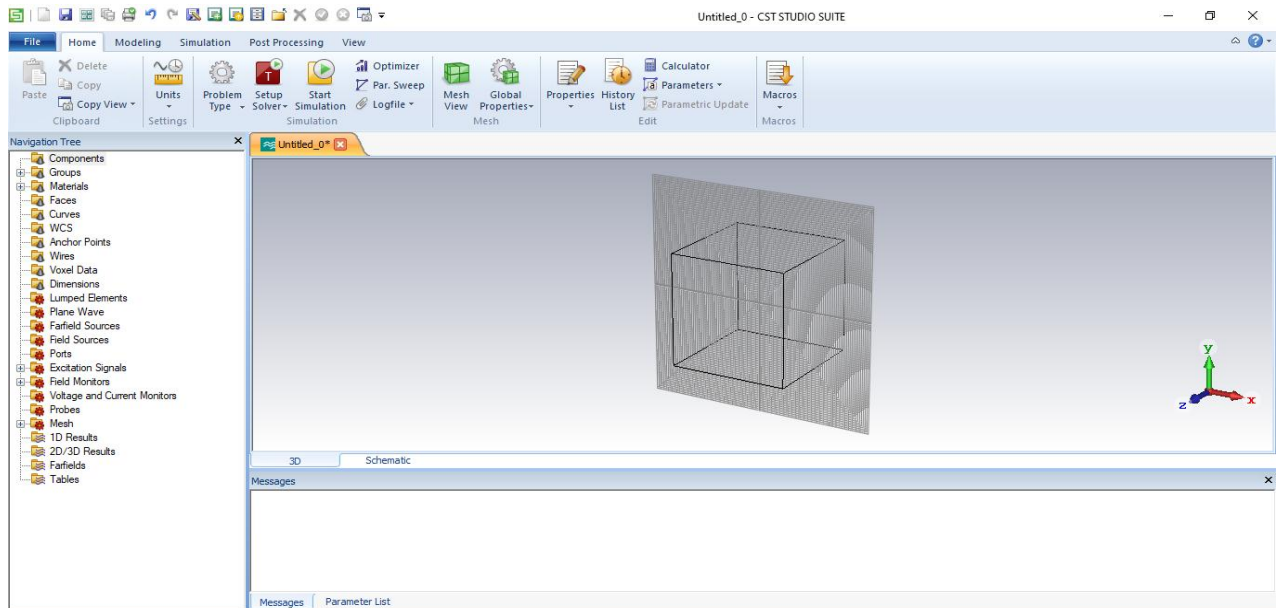 Untitled_0 - CST STUDIO SUITE
File Home Modeling Simulation Post Processing View
Paste
Delete
Copy
Copy View
Clipboard
Units
Settings
Problem Type
Setup Solver
Start Simulation
Optimizer
Par. Sweep
Logfile
Simulation
Mesh View
Global Properties
Mesh
Properties
History List
Calculator
Parameters
Parametric Update
Edit
Macros
Macros
Navigation Tree
Components
Groups
Materials
Faces
Curves
WCS
Anchor Points
Wires
Voxel Data
Dimensions
Lumped Elements
Plane Wave
Farfield Sources
Field Sources
Ports
Excitation Signals
Field Monitors
Voltage and Current Monitors
Probes
Mesh
1D Results
2D/3D Results
Farfields
Tables
Untitled_0*
y
x
z
3D Schematic
Messages
Messages Parameter List